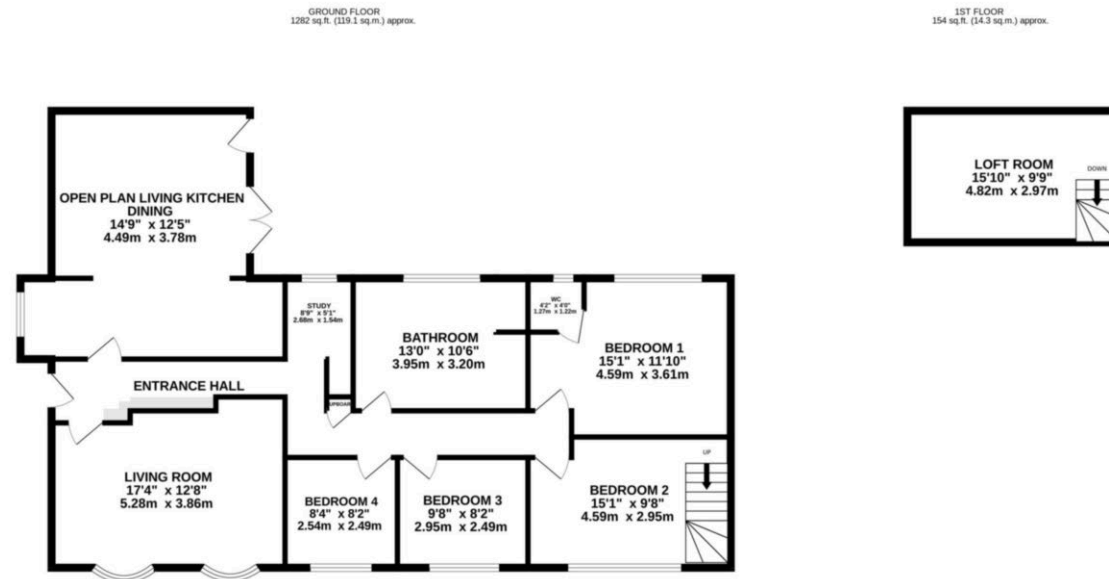 GROUND FLOOR
1282 sq.ft. (119.1 sq.m.) approx.
1ST FLOOR
154 sq.ft. (14.3 sq.m.) approx.
OPEN PLAN LIVING KITCHEN
DINING
14'9" x 12'5"
4.49m x 3.78m
LOFT ROOM
15'10" x 9'9"
4.82m x 2.97m
DOWN
STUDY
8'9" x 5'1"
2.68m x 1.54m
BATHROOM
13'0" x 10'6"
3.95m x 3.20m
WC
4'2" x 4'0"
1.27m x 1.22m
BEDROOM 1
15'1" x 11'10"
4.59m x 3.61m
ENTRANCE HALL
LIVING ROOM
17'4" x 12'8"
5.28m x 3.86m
BEDROOM 4
8'4" x 8'2"
2.54m x 2.49m
BEDROOM 3
9'8" x 8'2"
2.95m x 2.49m
BEDROOM 2
15'1" x 9'8"
4.59m x 2.95m
UP